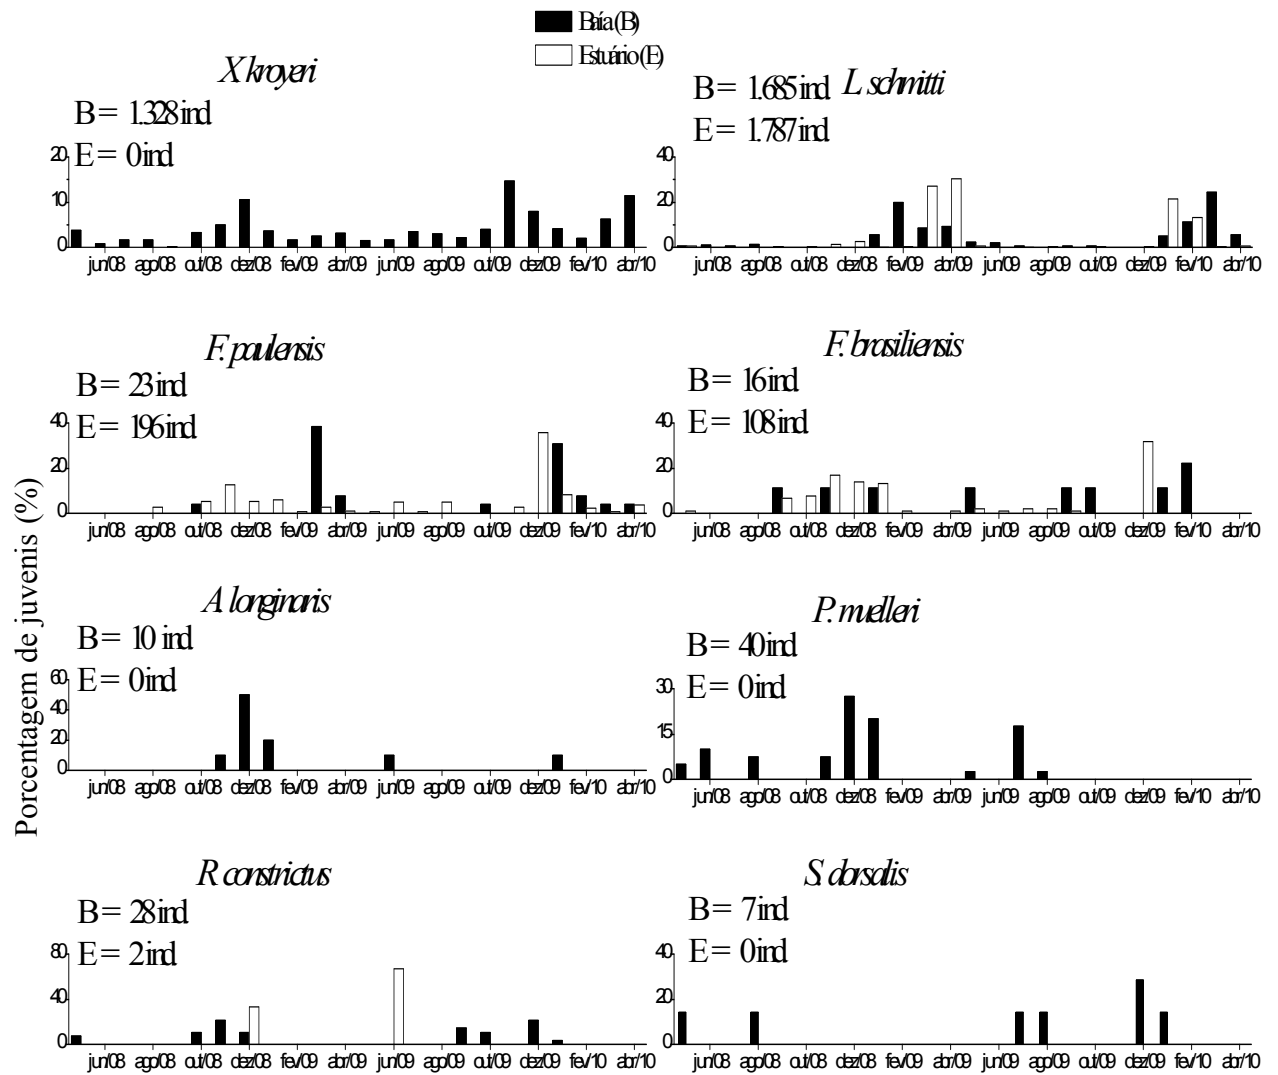 Baía (B)
Estuário (E)
X. kroyeri
B = 1.328 ind.
E = 0 ind.
20
10
0
jun/08 ago/08 out/08 dez/08 fev/09 abr/09 jun/09 ago/09 out/09 dez/09 fev/10 abr/10
L. schmitti
B = 1.685 ind.
E = 1.787 ind.
40
20
0
jun/08 ago/08 out/08 dez/08 fev/09 abr/09 jun/09 ago/09 out/09 dez/09 fev/10 abr/10
F. paulensis
B = 23 ind.
E = 196 ind.
40
20
0
jun/08 ago/08 out/08 dez/08 fev/09 abr/09 jun/09 ago/09 out/09 dez/09 fev/10 abr/10
F. brasiliensis
B = 16 ind.
E = 108 ind.
40
20
0
jun/08 ago/08 out/08 dez/08 fev/09 abr/09 jun/09 ago/09 out/09 dez/09 fev/10 abr/10
Porcentagem de juvenis (%)
A. longinaris
B = 10 ind.
E = 0 ind.
60
40
20
0
jun/08 ago/08 out/08 dez/08 fev/09 abr/09 jun/09 ago/09 out/09 dez/09 fev/10 abr/10
P. muelleri
B = 40 ind.
E = 0 ind.
30
15
0
jun/08 ago/08 out/08 dez/08 fev/09 abr/09 jun/09 ago/09 out/09 dez/09 fev/10 abr/10
R. constrictus
B = 28 ind.
E = 2 ind.
80
40
0
jun/08 ago/08 out/08 dez/08 fev/09 abr/09 jun/09 ago/09 out/09 dez/09 fev/10 abr/10
S. dorsalis
B = 7 ind.
E = 0 ind.
40
20
0
jun/08 ago/08 out/08 dez/08 fev/09 abr/09 jun/09 ago/09 out/09 dez/09 fev/10 abr/10